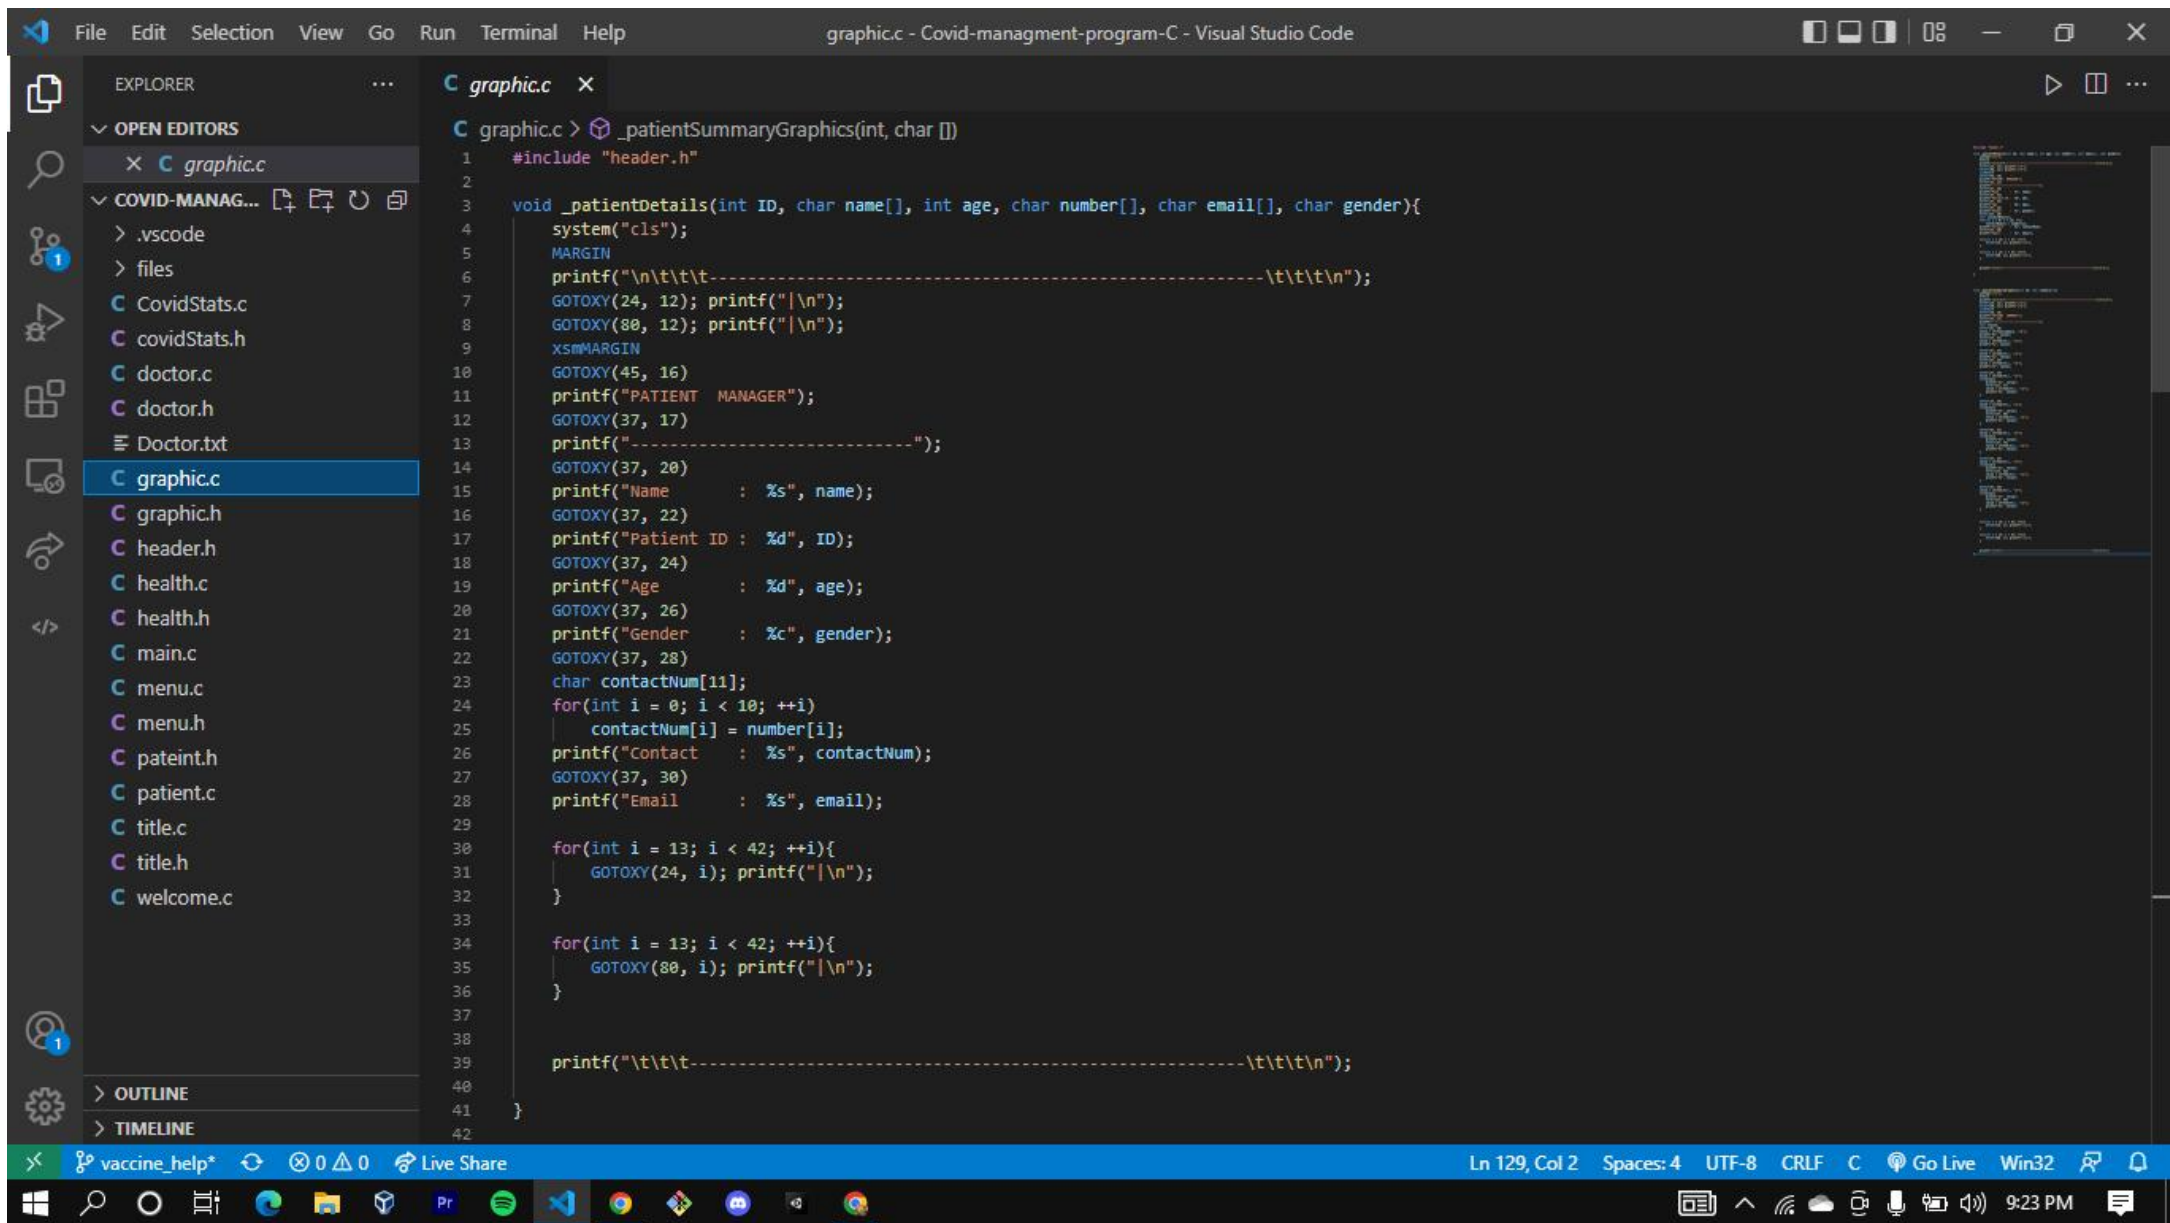 File Edit Selection View Go Run Terminal Help graphic.c - Covid-managment-program-C - Visual Studio Code
EXPLORER
graphic.c
OPEN EDITORS
graphic.c
graphic.c > _patientSummaryGraphics(int, char [])
COVID-MANAG...
.vscode
files
CovidStats.c
covidStats.h
doctor.c
doctor.h
Doctor.txt
graphic.c
graphic.h
header.h
health.c
health.h
main.c
menu.c
menu.h
pateint.h
patient.c
title.c
title.h
welcome.c
OUTLINE
TIMELINE
1 #include "header.h"
2
3 void _patientDetails(int ID, char name[], int age, char number[], char email[], char gender){
4     system("cls");
5     MARGIN
6     printf("\n\t\t\t---------------------------------------------------------\t\t\t\n");
7     GOTOXY(24, 12); printf("|\n");
8     GOTOXY(80, 12); printf("|\n");
9     xsmMARGIN
10     GOTOXY(45, 16)
11     printf("PATIENT  MANAGER");
12     GOTOXY(37, 17)
13     printf("-----------------------------");
14     GOTOXY(37, 20)
15     printf("Name       :  %s", name);
16     GOTOXY(37, 22)
17     printf("Patient ID :  %d", ID);
18     GOTOXY(37, 24)
19     printf("Age        :  %d", age);
20     GOTOXY(37, 26)
21     printf("Gender     :  %c", gender);
22     GOTOXY(37, 28)
23     char contactNum[11];
24     for(int i = 0; i < 10; ++i)
25         contactNum[i] = number[i];
26     printf("Contact    :  %s", contactNum);
27     GOTOXY(37, 30)
28     printf("Email      :  %s", email);
29
30     for(int i = 13; i < 42; ++i){
31         GOTOXY(24, i); printf("|\n");
32     }
33
34     for(int i = 13; i < 42; ++i){
35         GOTOXY(80, i); printf("|\n");
36     }
37
38
39     printf("\t\t\t---------------------------------------------------------\t\t\t\n");
40
41 }
42
1
1
vaccine_help* 0 0 Live Share Ln 129, Col 2 Spaces: 4 UTF-8 CRLF C Go Live Win32
Pr 9:23 PM